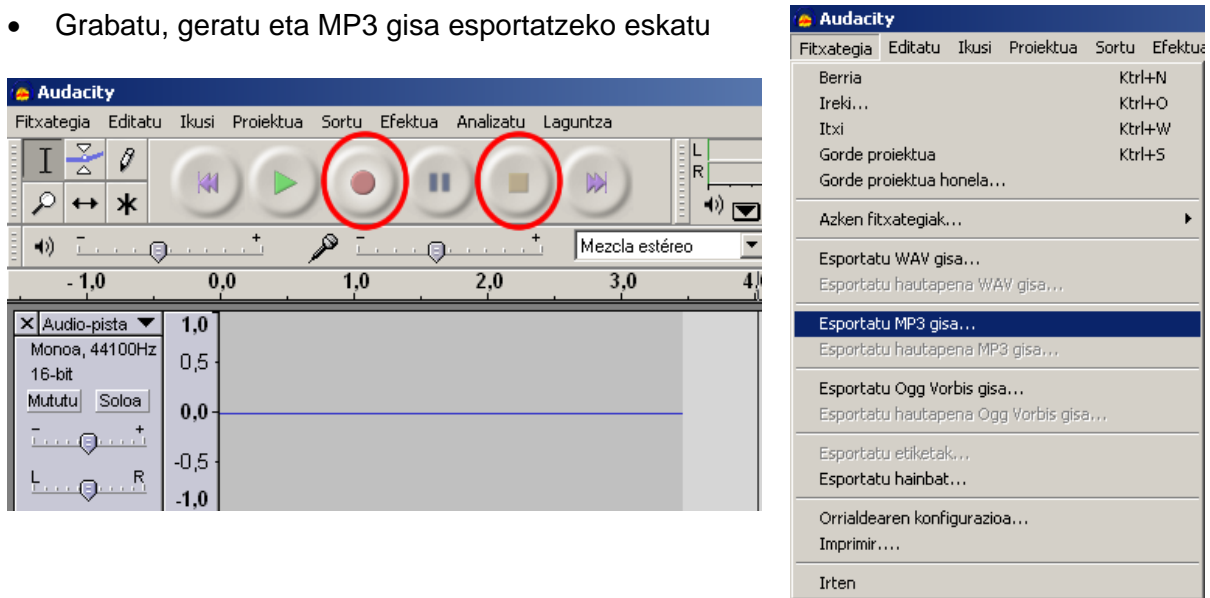 • Grabatu, geratu eta MP3 gisa esportatzeko eskatu
Audacity
Fitxategia Editatu Ikusi Proiektua Sortu Efektua Analizatu Laguntza
L
R
- +
- +
Mezcla estéreo
- 1,0 0,0 1,0 2,0 3,0
Audio-pista
Monoa, 44100Hz
16-bit
Mututu Soloa
- +
L R
1,0
0,5
0,0
-0,5
-1,0
Audacity
Fitxategia Editatu Ikusi Proiektua Sortu Efektua
Berria Ktrl+N
Ireki... Ktrl+O
Itxi Ktrl+W
Gorde proiektua Ktrl+S
Gorde proiektua honela...
Azken fitxategiak...
Esportatu WAV gisa...
Esportatu hautapena WAV gisa...
Esportatu MP3 gisa...
Esportatu hautapena MP3 gisa...
Esportatu Ogg Vorbis gisa...
Esportatu hautapena Ogg Vorbis gisa...
Esportatu etiketak...
Esportatu hainbat...
Orrialdearen konfigurazioa...
Imprimir....
Irten